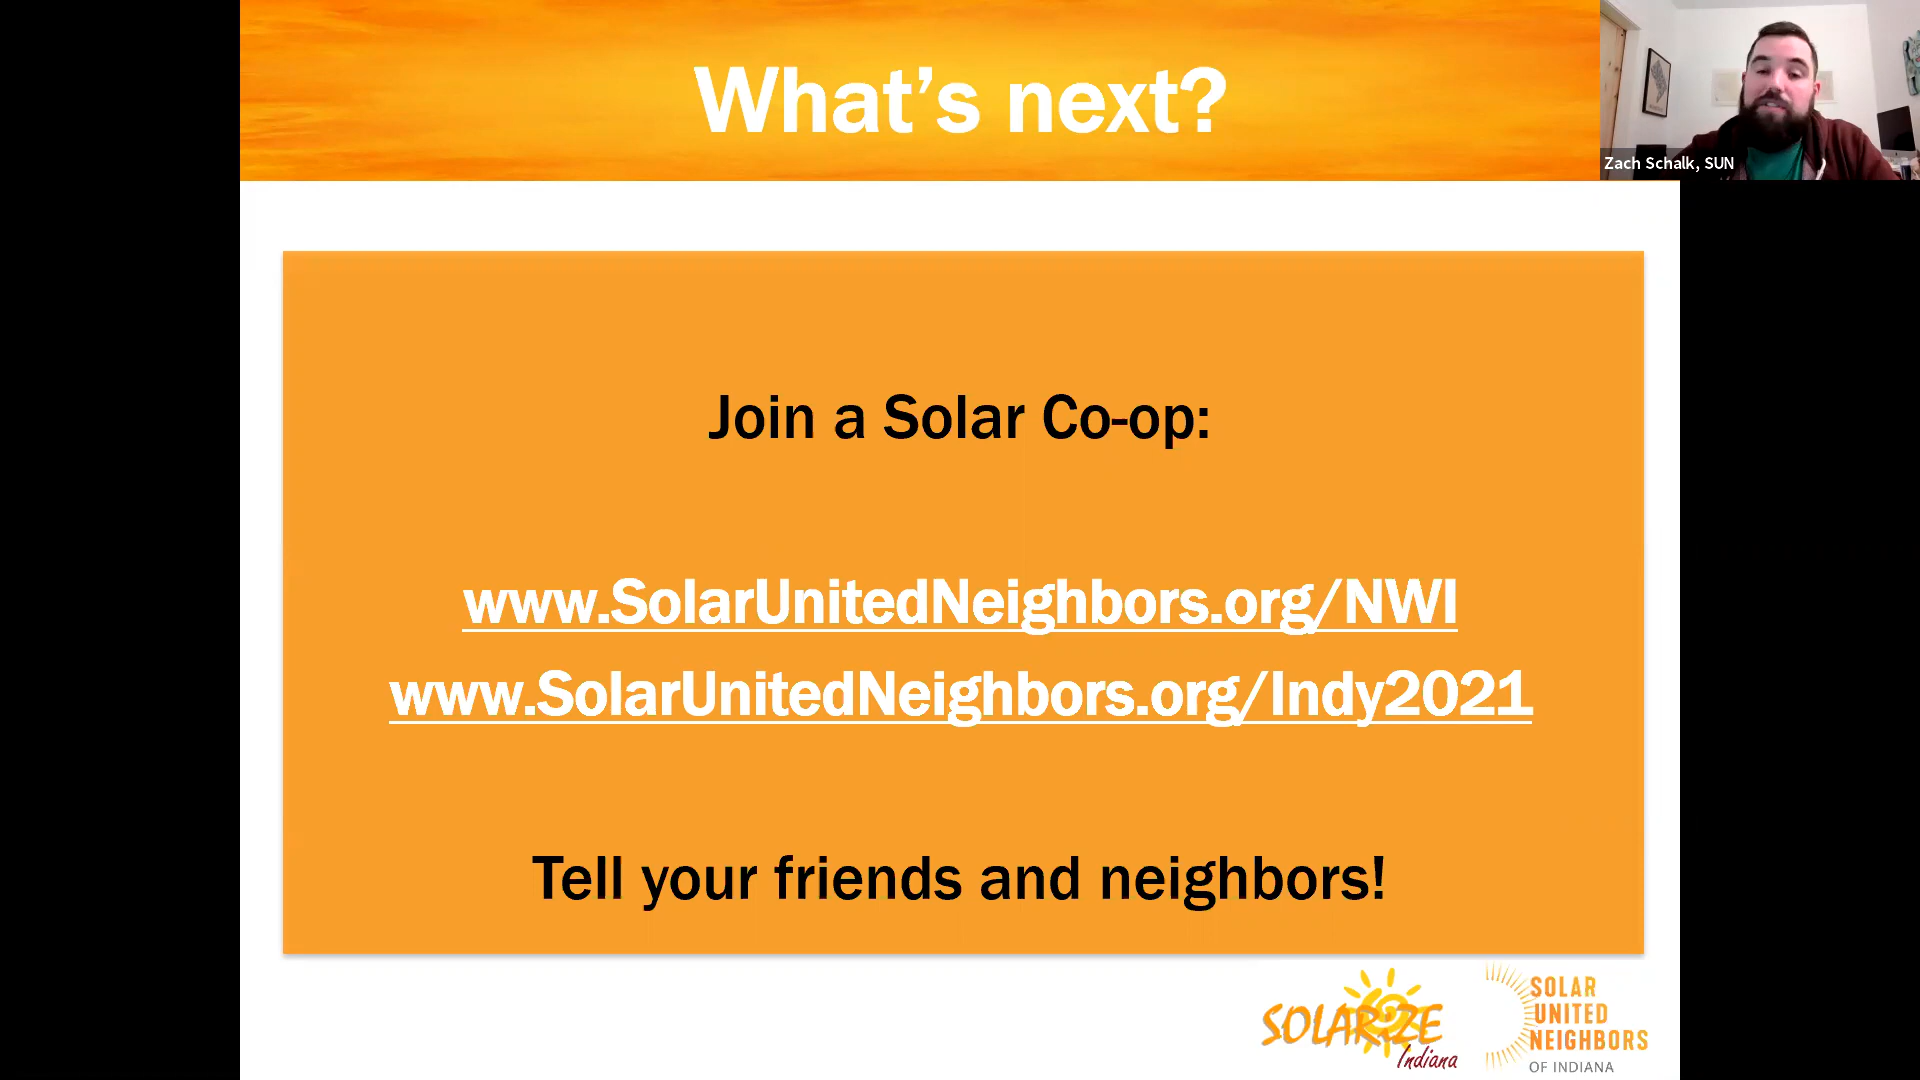 What's next?
Zach Schalk, SUN
Join a Solar Co-op:
www.SolarUnitedNeighbors.org/NWI
www.SolarUnitedNeighbors.org/Indy2021
Tell your friends and neighbors!
SOLARIZE
Indiana
SOLAR
UNITED
NEIGHBORS
OF INDIANA